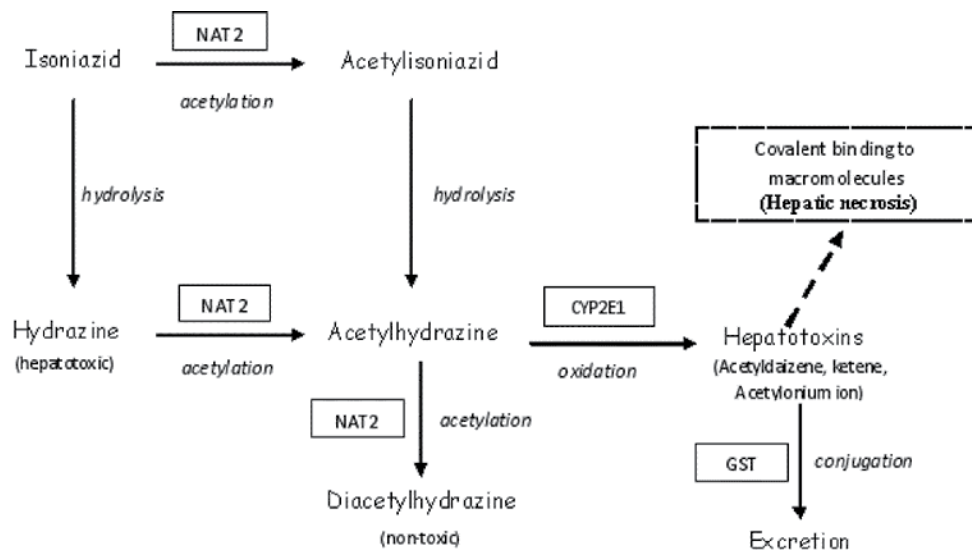 NAT2
Isoniazid
Acetylisoniazid
acetylation
Covalent binding to
macromolecules
(Hepatic necrosis)
hydrolysis
hydrolysis
NAT2
CYP2E1
Hydrazine
(hepatotoxic)
acetylation
Acetylhydrazine
oxidation
Hepatotoxins
(Acetyldaizene, ketene,
Acetylonium ion)
NAT2
acetylation
GST
conjugation
Diacetylhydrazine
(non-toxic)
Excretion